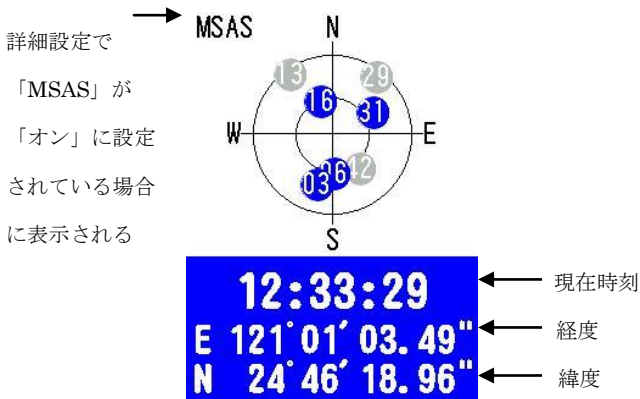 詳細設定で
「MSAS」が
「オン」に設定
されている場合
に表示される
MSAS
N
13
29
16
31
W
E
06
42
03
S
12:33:29
現在時刻
E 121°01′03.49"
経度
N 24°46′18.96"
緯度